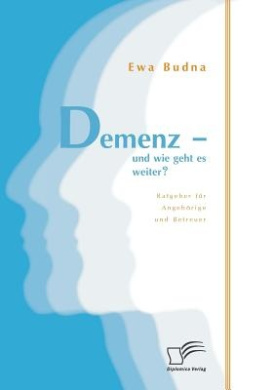 Ewa Budna
Demenz –
und wie geht es
weiter?
Ratgeber für
Angehörige
und Betreuer
Diplomica Verlag